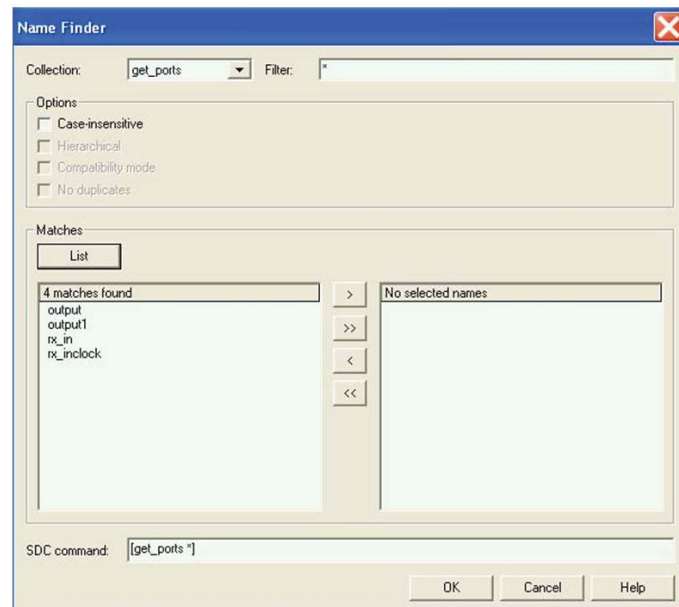 Name Finder
Collection: get_ports Filter: *
Options
Case-insensitive
Hierarchical
Compatibility mode
No duplicates
Matches
List
4 matches found
output
output1
rx_in
rx_inclock
>
>>
<
<<
No selected names
SDC command: [get_ports *]
OK Cancel Help